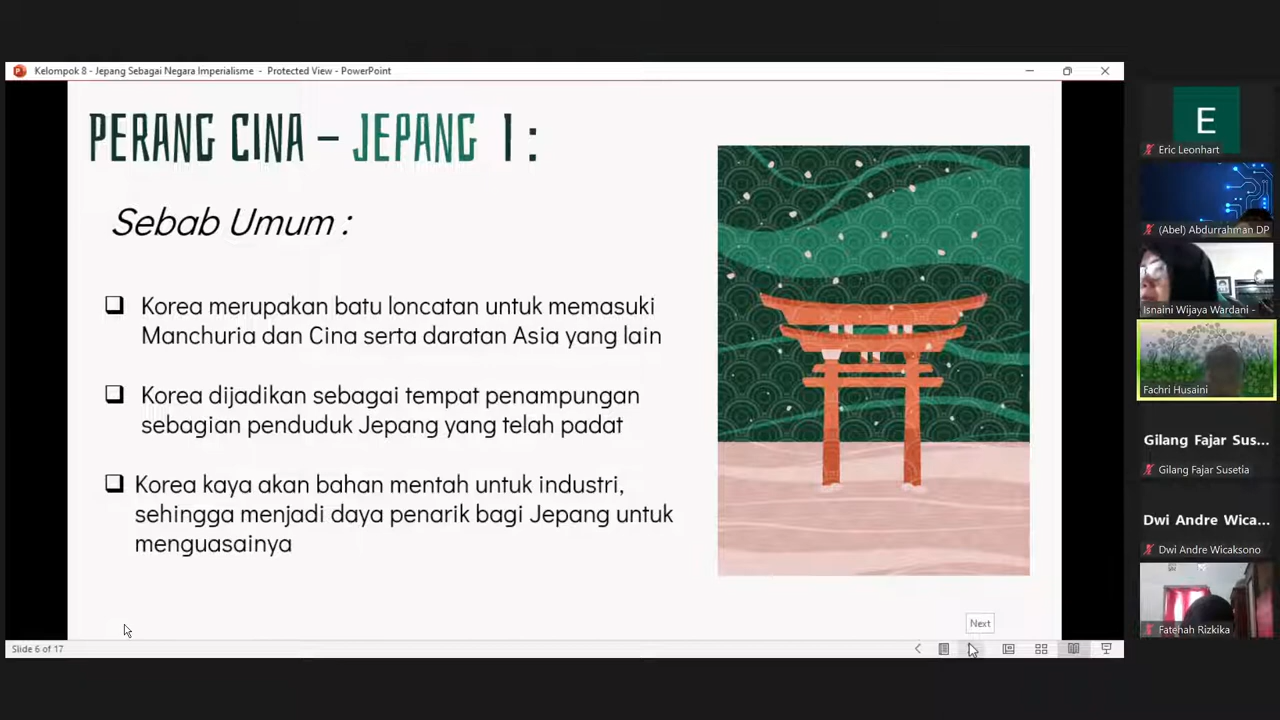 Kelompok 8 - Jepang Sebagai Negara Imperialisme - Protected View - PowerPoint
PERANG CINA – JEPANG 1 :
Sebab Umum :
Korea merupakan batu loncatan untuk memasuki
Manchuria dan Cina serta daratan Asia yang lain
Korea dijadikan sebagai tempat penampungan
sebagian penduduk Jepang yang telah padat
Korea kaya akan bahan mentah untuk industri,
sehingga menjadi daya penarik bagi Jepang untuk
menguasainya
Next
Slide 6 of 17
E
Eric Leonhart
(Abel) Abdurrahman DP
Isnaini Wijaya Wardani -
Fachri Husaini
Gilang Fajar Sus...
Gilang Fajar Susetia
Dwi Andre Wica...
Dwi Andre Wicaksono
Fatehah Rizkika